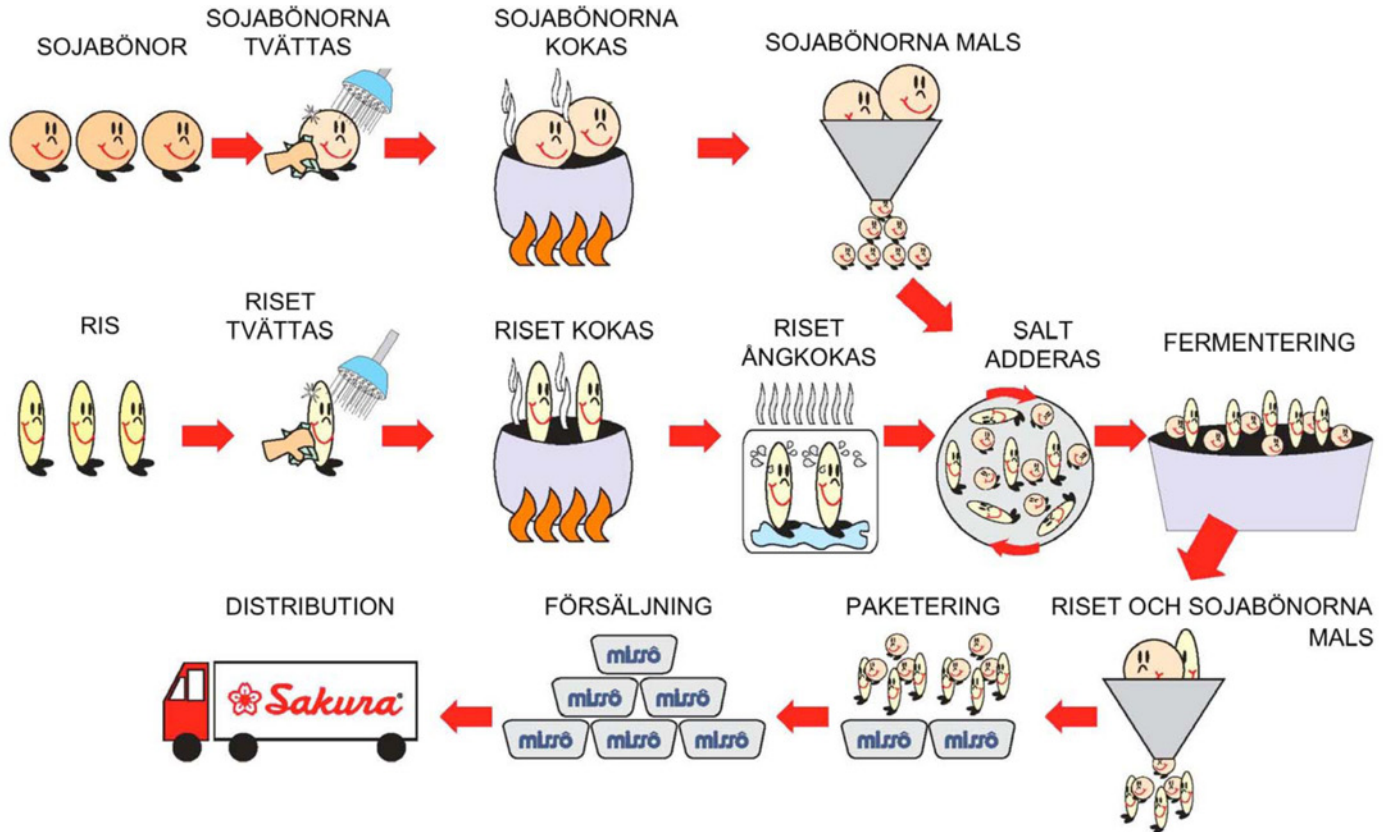 SOJABÖNOR
SOJABÖNORNA
TVÄTTAS
SOJABÖNORNA
KOKAS
SOJABÖNORNA MALS
RIS
RISET
TVÄTTAS
RISET KOKAS
RISET
ÅNGKOKAS
SALT
ADDERAS
FERMENTERING
DISTRIBUTION
FÖRSÄLJNING
PAKETERING
RISET OCH SOJABÖNORNA
MALS
Sakura®
missô
missô missô
missô missô missô
missô missô